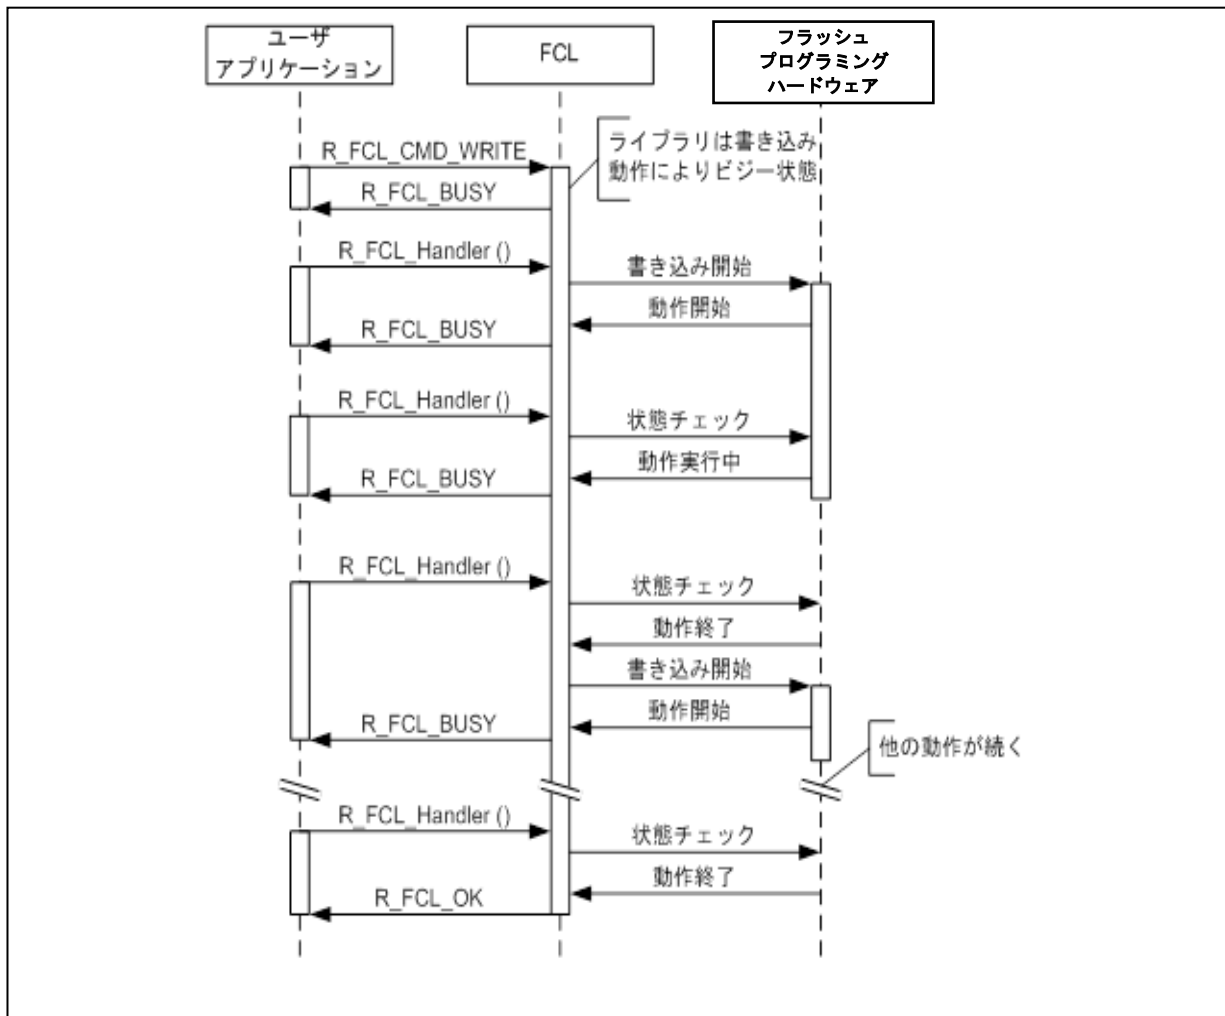 ユーザ
アプリケーション
FCL
フラッシュ
プログラミング
ハードウェア
ライブラリは書き込み
動作によりビジー状態
R_FCL_CMD_WRITE
R_FCL_BUSY
R_FCL_Handler ()
書き込み開始
動作開始
R_FCL_BUSY
R_FCL_Handler ()
状態チェック
動作実行中
R_FCL_BUSY
R_FCL_Handler ()
状態チェック
動作終了
書き込み開始
動作開始
R_FCL_BUSY
他の動作が続く
R_FCL_Handler ()
状態チェック
動作終了
R_FCL_OK